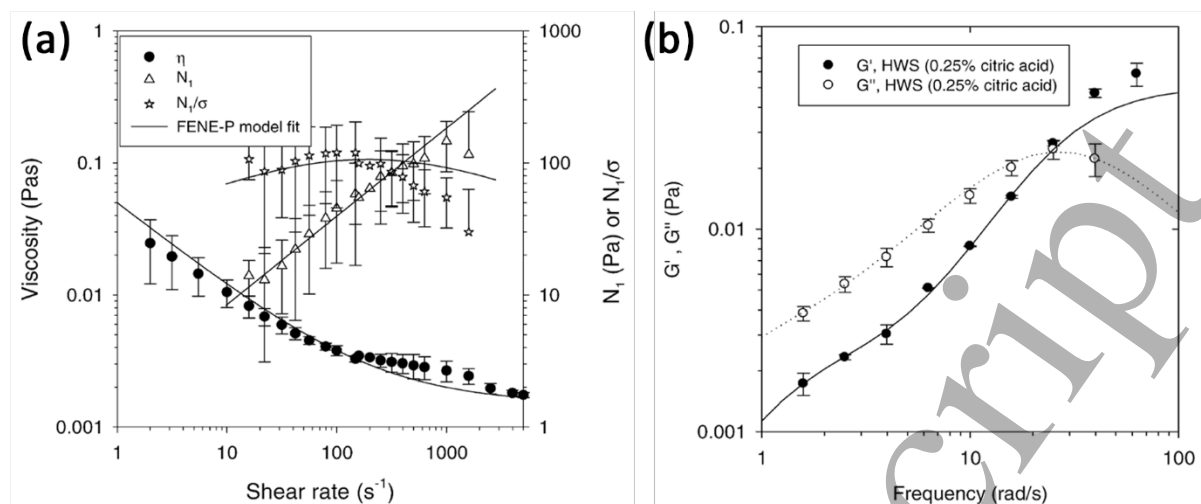 (a)
η
N₁
N₁/σ
FENE-P model fit
Viscosity (Pas)
1
0.1
0.01
0.001
1000
100
10
1
N₁ (Pa) or N₁/σ
1
10
100
1000
Shear rate (s⁻¹)
(b)
G', HWS (0.25% citric acid)
G'', HWS (0.25% citric acid)
G', G'' (Pa)
0.1
0.01
0.001
1
10
100
Frequency (rad/s)
cript